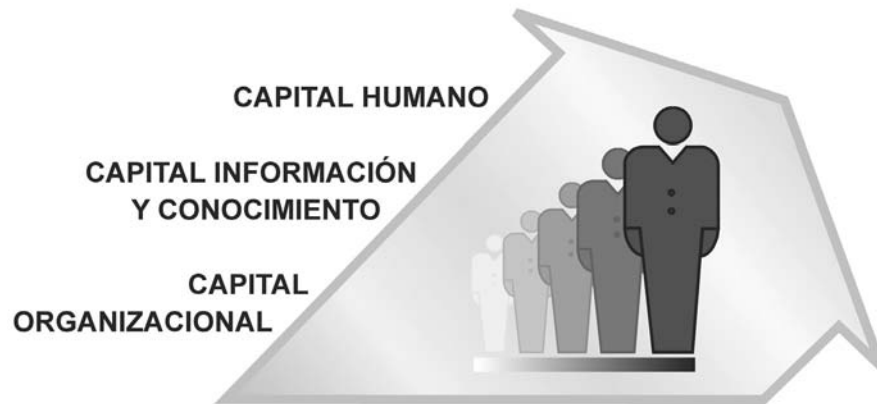 CAPITAL HUMANO
CAPITAL INFORMACIÓN
Y CONOCIMIENTO
CAPITAL
ORGANIZACIONAL